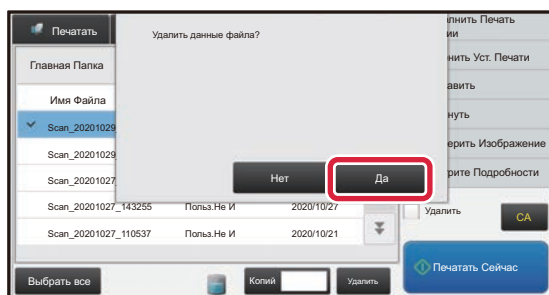 Печатать
Удалить данные файла?
Главная Папка
Имя Файла
Scan_20201029
Scan_20201029
Scan_20201027
Scan_20201027_143255 Польз.Не И 2020/10/27
Scan_20201027_110537 Польз.Не И 2020/10/21
Нет
Да
Выбрать все
Копий
Удалить
лнить Печать
ии
нить Уст. Печати
авить
нуть
ерить Изображение
рите Подробности
Удалить
CA
Печатать Сейчас